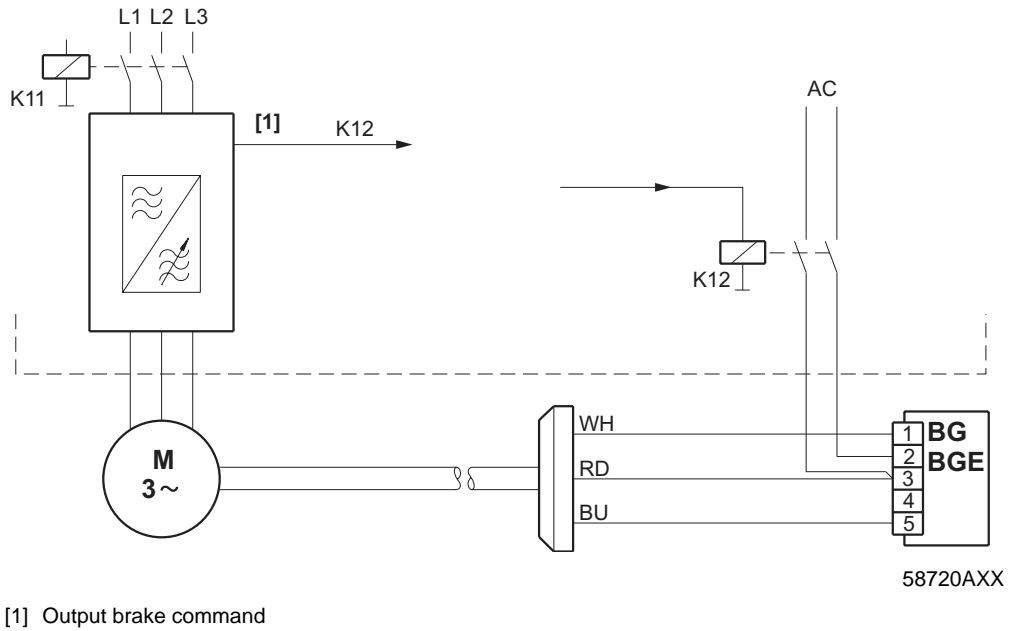 L1 L2 L3
K11
[1]
K12
AC
K12
M
3~
WH
RD
BU
1
2
3
4
5
BG
BGE
58720AXX
[1] Output brake command